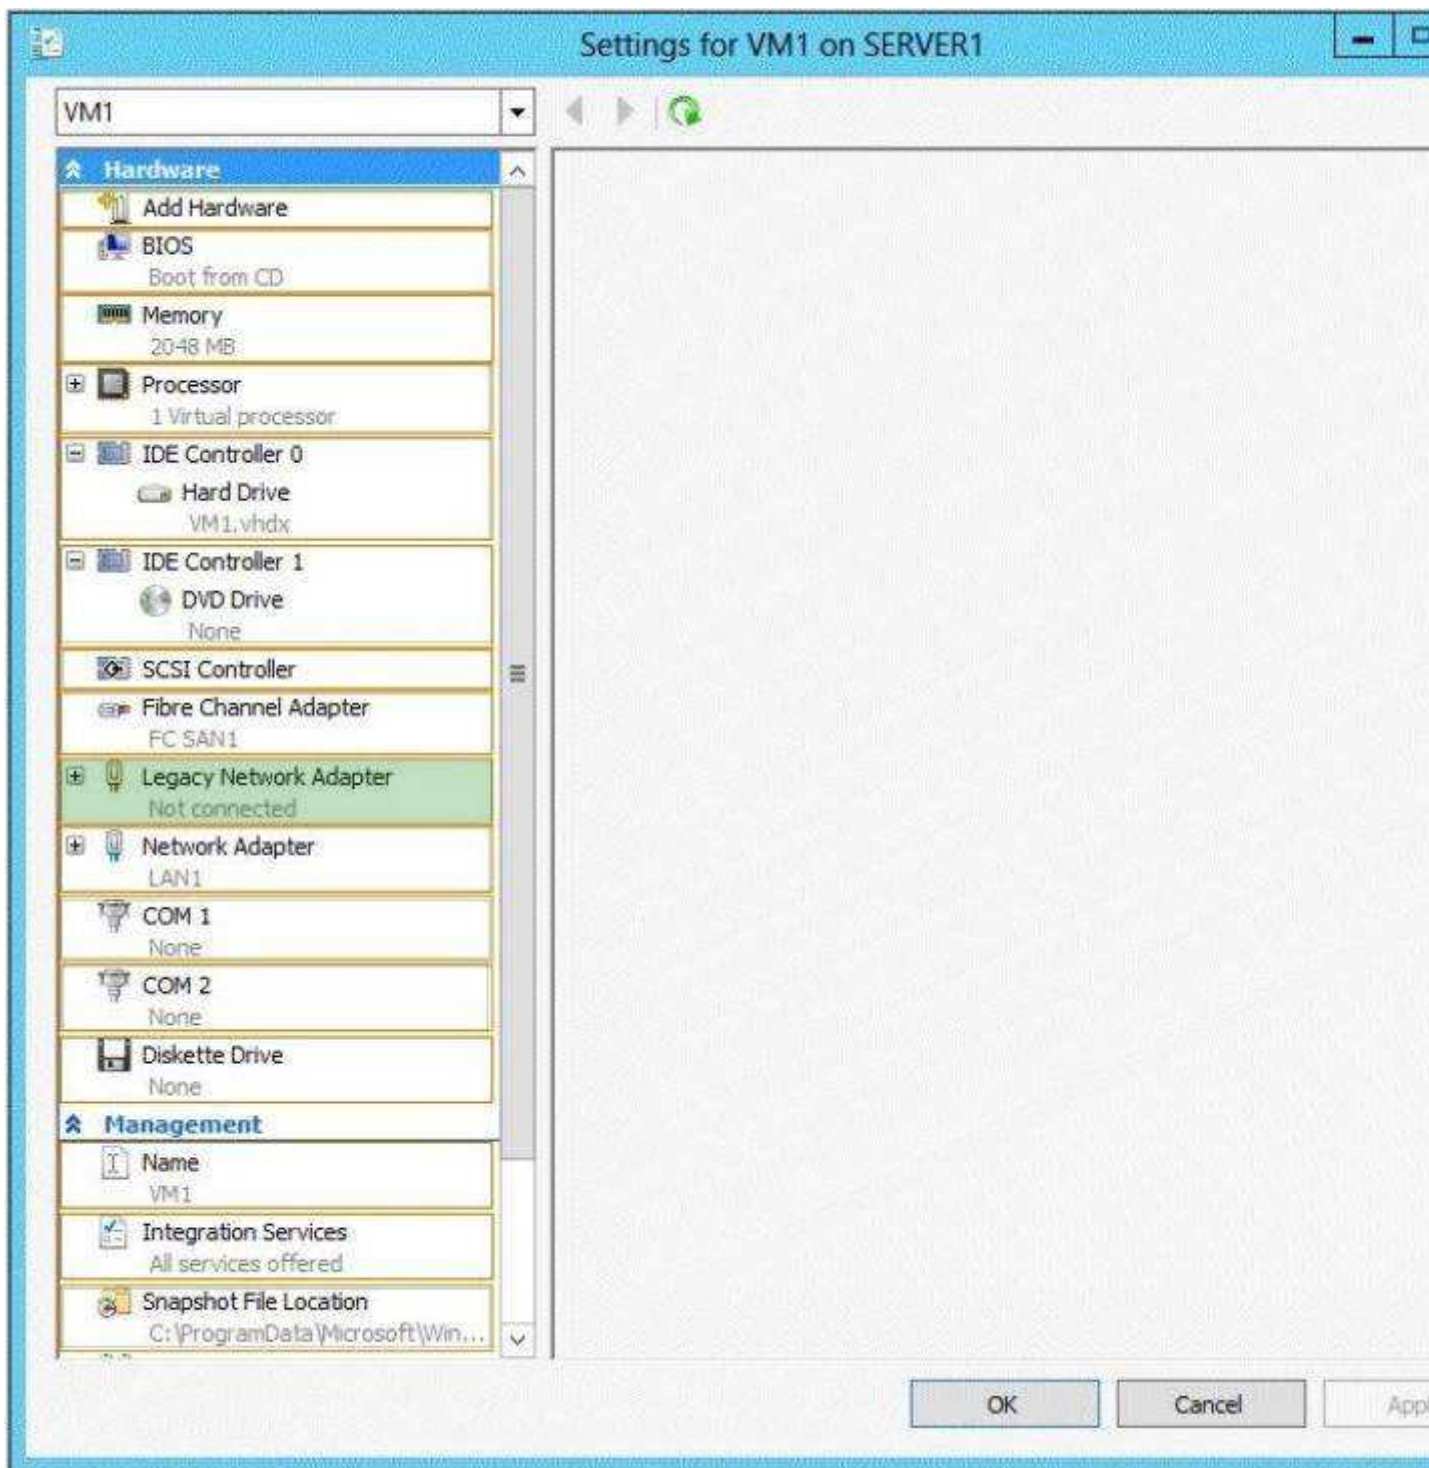 Settings for VM1 on SERVER1
VM1
Hardware
Add Hardware
BIOS
Boot from CD
Memory
2048 MB
Processor
1 Virtual processor
IDE Controller 0
Hard Drive
VM1.vhdx
IDE Controller 1
DVD Drive
None
SCSI Controller
Fibre Channel Adapter
FC SAN1
Legacy Network Adapter
Not connected
Network Adapter
LAN1
COM 1
None
COM 2
None
Diskette Drive
None
Management
Name
VM1
Integration Services
All services offered
Snapshot File Location
C:\ProgramData\Microsoft\Win...
OK
Cancel
Appl